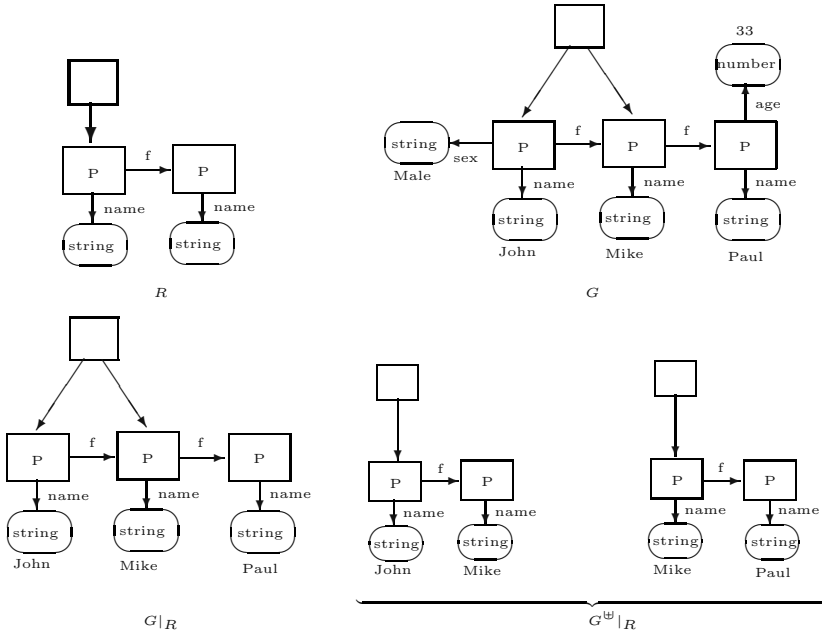 P
f
P
name
name
string
string
R
33
number
age
string
sex
Male
P
f
P
f
P
name
name
name
string
string
string
John
Mike
Paul
G
P
f
P
f
P
name
name
name
string
string
string
John
Mike
Paul
G|R
P
f
P
name
name
string
string
John
Mike
P
f
P
name
name
string
string
Mike
Paul
G⊎|R